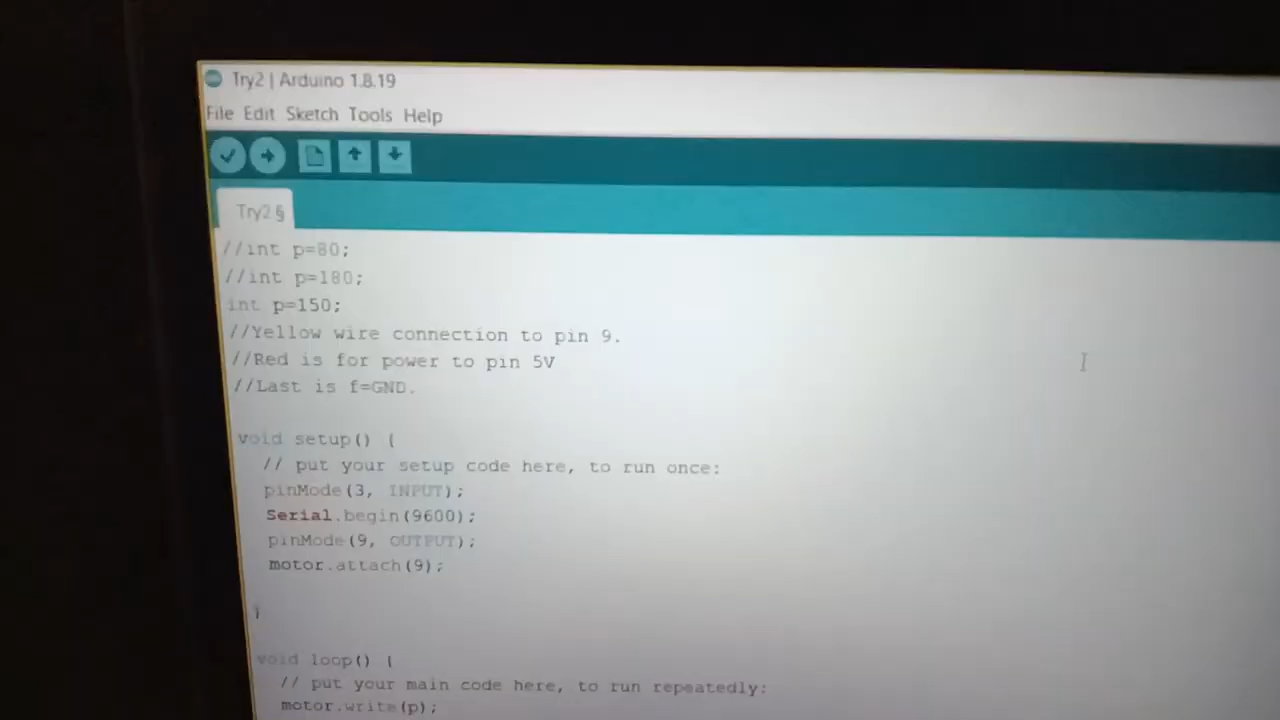 Try2 | Arduino 1.8.19
File Edit Sketch Tools Help
Try2 §
//int p=80;
//int p=180;
int p=150;
//Yellow wire connection to pin 9.
//Red is for power to pin 5V
//Last is f=GND.
void setup() {
// put your setup code here, to run once:
pinMode(3, INPUT);
Serial.begin(9600);
pinMode(9, OUTPUT);
motor.attach(9);
}
void loop() {
// put your main code here, to run repeatedly:
motor.write(p);